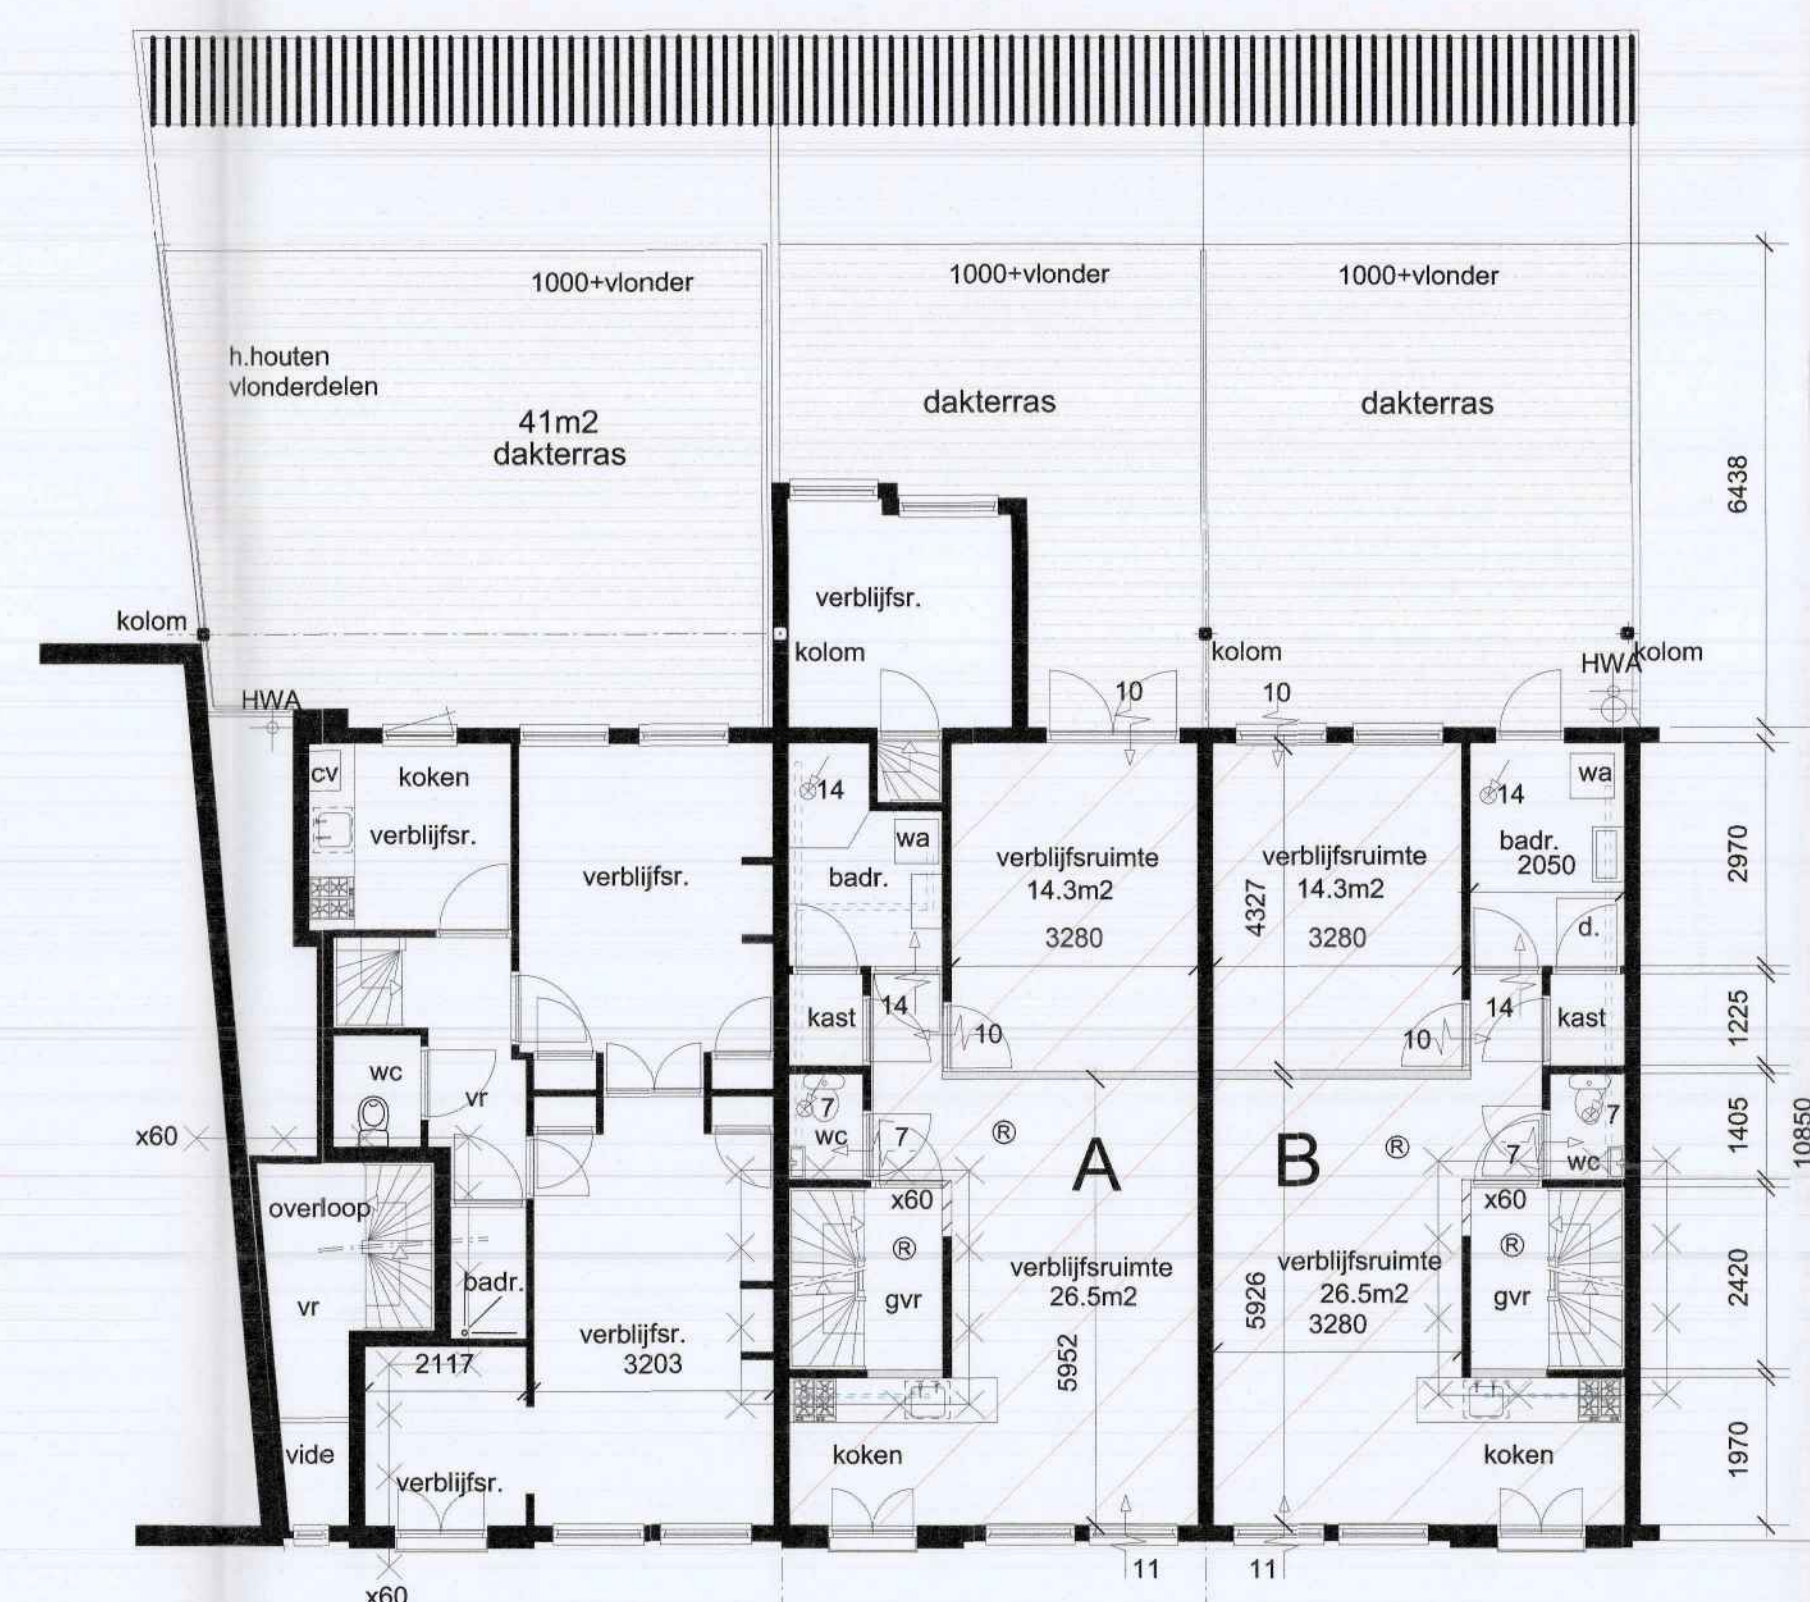 1000+vlonder
1000+vlonder
1000+vlonder
h.houten
vlonderdelen
41m2
dakterras
dakterras
dakterras
6438
verblijfsr.
kolom
kolom
kolom
kolom
HWA
HWA
10
10
cv
koken
verblijfsr.
verblijfsr.
14
wa
badr.
verblijfsruimte
14.3m2
3280
verblijfsruimte
14.3m2
3280
4327
14
wa
badr.
2050
d.
2970
kast
14
10
10
14
kast
1225
wc
vr
x60
7
wc
7
®
A
B
®
7
7
wc
1405
10850
overloop
vr
badr.
x60
®
gvr
verblijfsruimte
26.5m2
5952
verblijfsruimte
26.5m2
3280
5926
x60
®
gvr
2420
2117
verblijfsr.
3203
vide
verblijfsr.
koken
koken
1970
11
11
x60